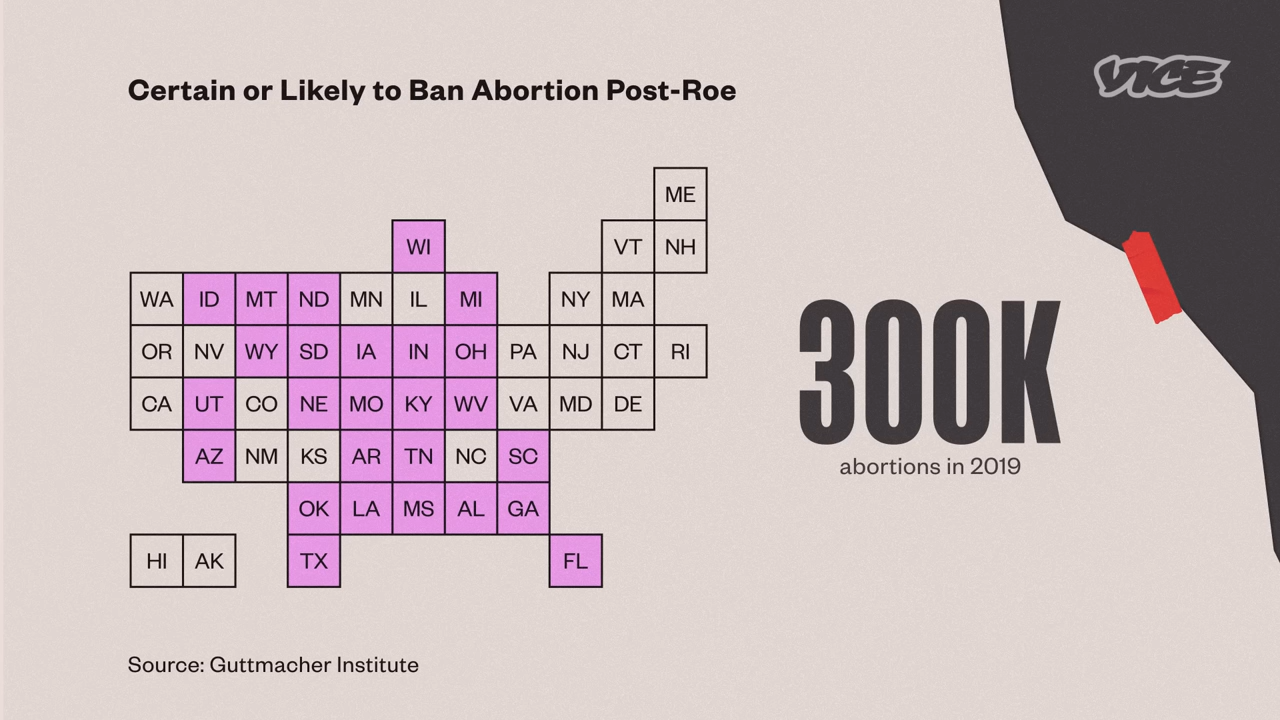 VICE
Certain or Likely to Ban Abortion Post-Roe
ME
WI VT NH
WA ID MT ND MN IL MI NY MA
OR NV WY SD IA IN OH PA NJ CT RI
CA UT CO NE MO KY WV VA MD DE
AZ NM KS AR TN NC SC
OK LA MS AL GA
HI AK TX FL
300K
abortions in 2019
Source: Guttmacher Institute